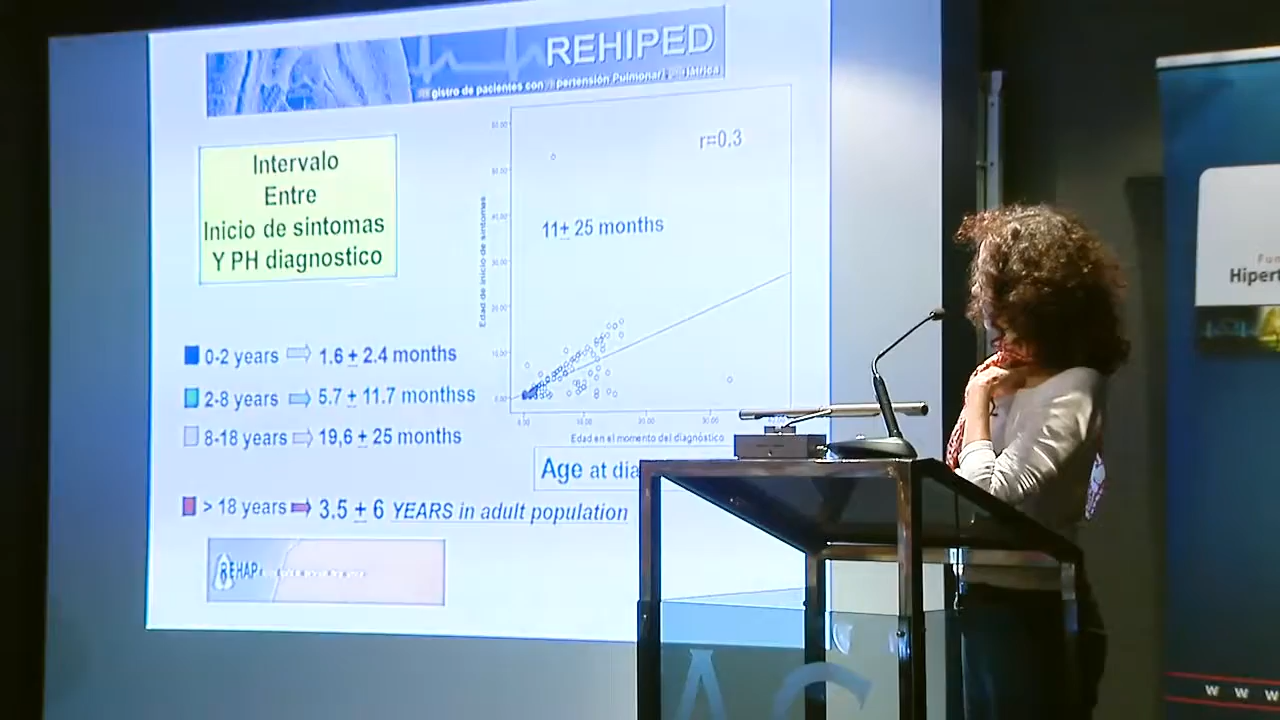 REHIPED
gistro de pacientes con pertensión Pulmonar
Intervalo
Entre
Inicio de sintomas
Y PH diagnostico
r=0.3
11± 25 months
Edad de inicio de sintomas
0-2 years 1.6 ± 2.4 months
2-8 years 5.7 ± 11.7 monthss
8-18 years 19,6 ± 25 months
Edad en el momento del diagnóstico
Age at dia
> 18 years 3.5 ± 6 YEARS in adult population
REHAP
Fun
Hipert
W W W